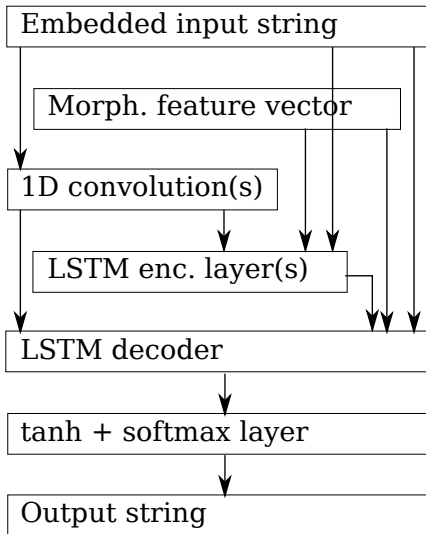 Embedded input string
Morph. feature vector
1D convolution(s)
LSTM enc. layer(s)
LSTM decoder
tanh + softmax layer
Output string